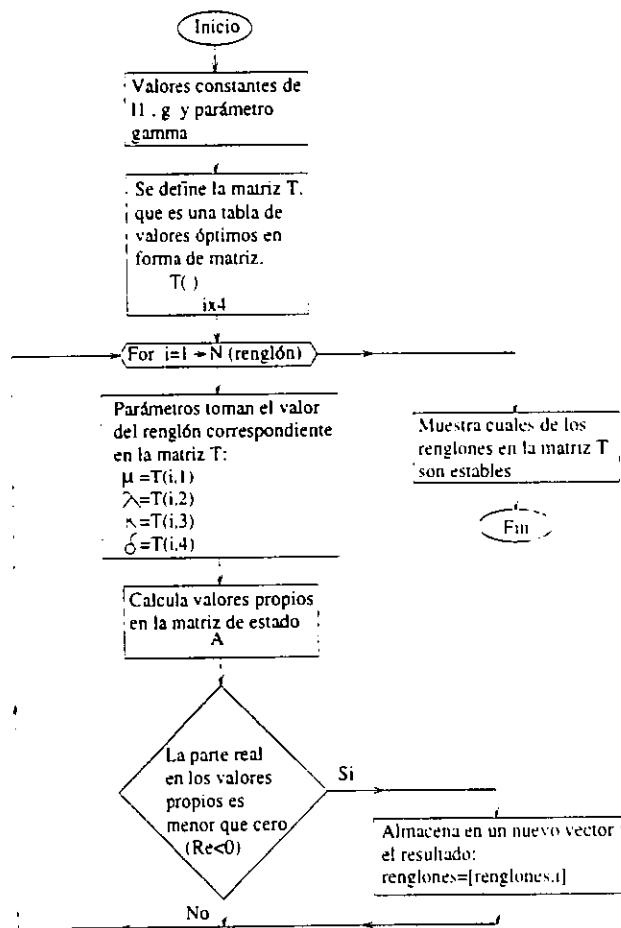 Inicio
Valores constantes de
l1 . g y parámetro
gamma
Se define la matriz T.
que es una tabla de
valores óptimos en
forma de matriz.
T( )
ix4
For i=1 → N (renglón)
Parámetros toman el valor
del renglón correspondiente
en la matriz T:
μ =T(i,1)
λ=T(i,2)
κ=T(i,3)
δ=T(i,4)
Muestra cuales de los
renglones en la matriz T
son estables
Fin
Calcula valores propios
en la matriz de estado
A
La parte real
en los valores
propios es
menor que cero
(Re<0)
Si
Almacena en un nuevo vector
el resultado:
renglones=[renglones,i]
No